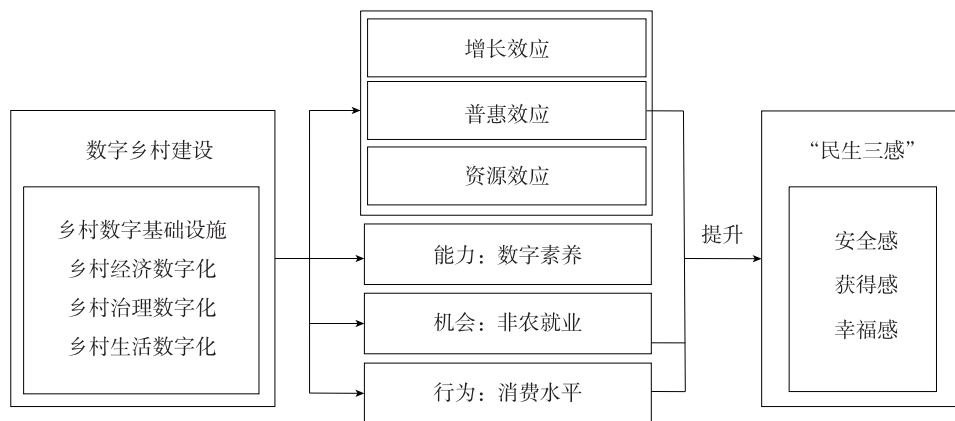 数字乡村建设
乡村数字基础设施
乡村经济数字化
乡村治理数字化
乡村生活数字化
增长效应
普惠效应
资源效应
能力：数字素养
机会：非农就业
行为：消费水平
提升
“民生三感”
安全感
获得感
幸福感